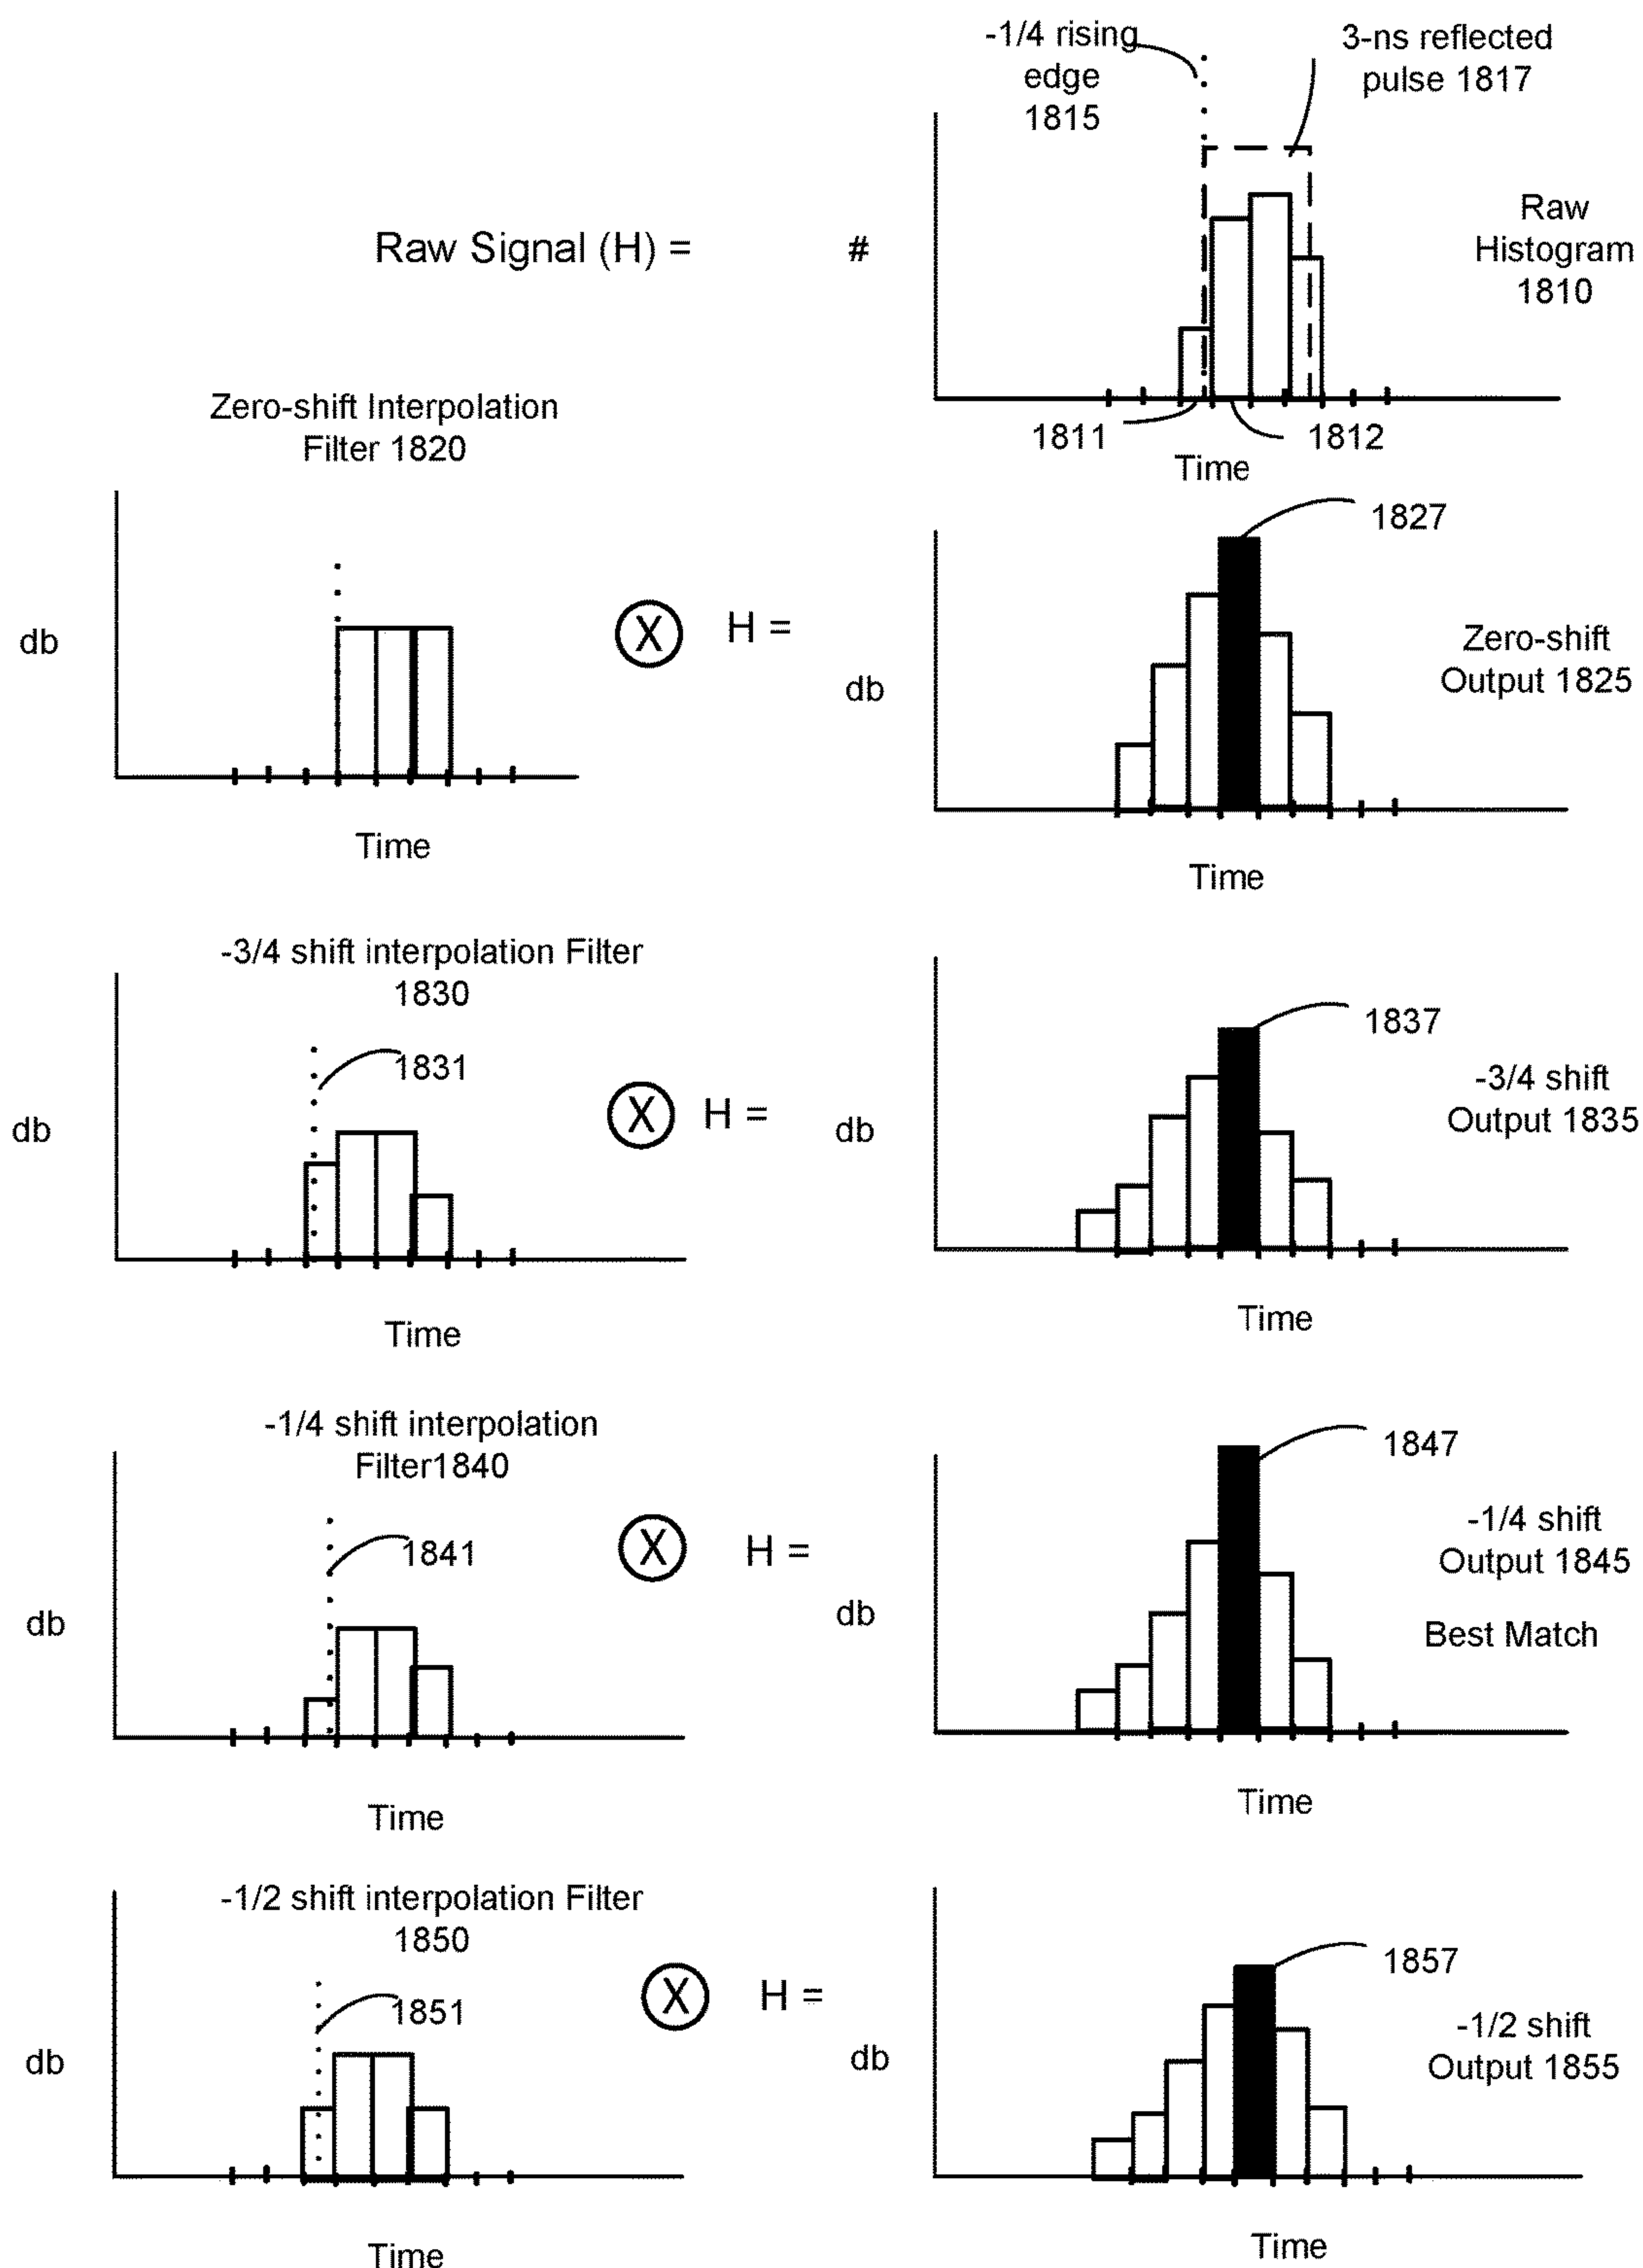 -1/4 rising
edge
1815
3-ns reflected
pulse 1817
Raw Signal (H) =
#
Raw
Histogram
1810
1811
1812
Time
Zero-shift Interpolation
Filter 1820
db
Time
X
H =
db
1827
Zero-shift
Output 1825
Time
-3/4 shift interpolation Filter
1830
1831
db
Time
X
H =
db
1837
-3/4 shift
Output 1835
Time
-1/4 shift interpolation
Filter1840
1841
db
Time
X
H =
db
1847
-1/4 shift
Output 1845
Best Match
Time
-1/2 shift interpolation Filter
1850
1851
db
Time
X
H =
db
1857
-1/2 shift
Output 1855
Time